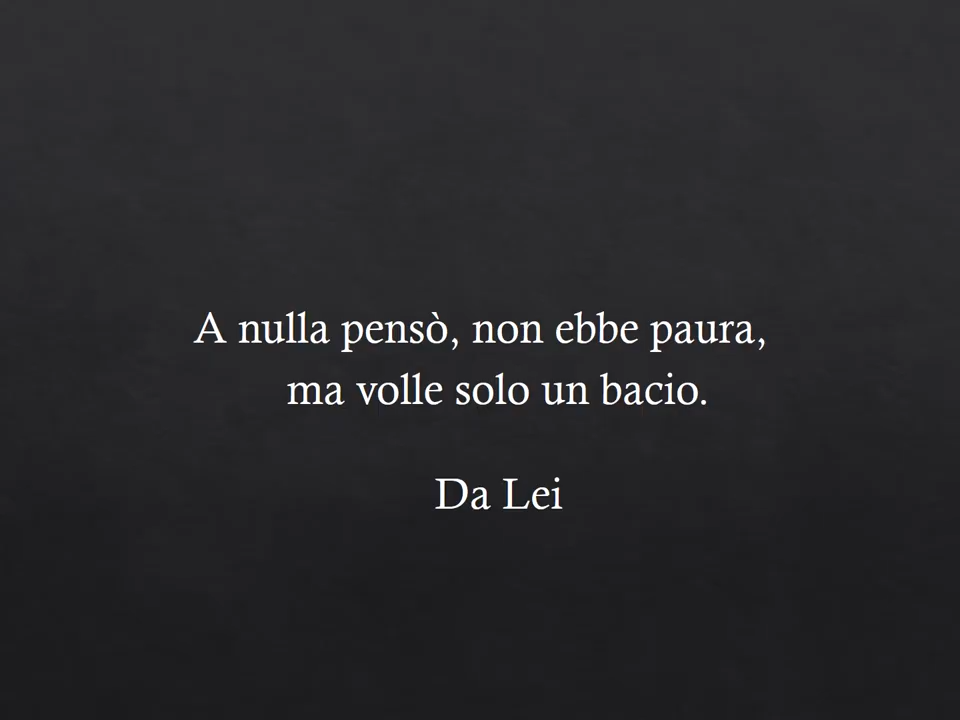 A nulla pensò, non ebbe paura,
ma volle solo un bacio.
Da Lei